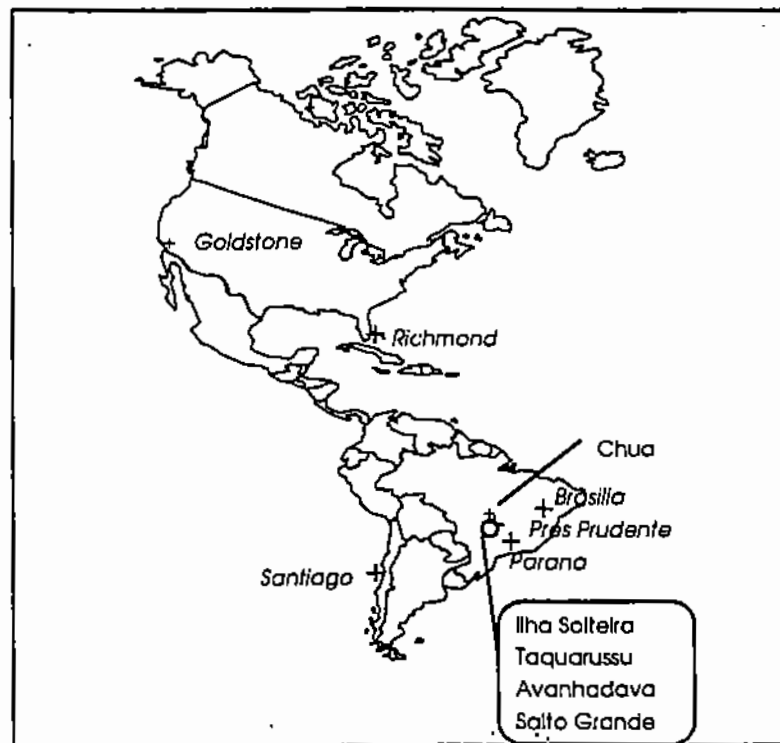 Goldstone
Richmond
Chua
Brasilia
Pres Prudente
Parana
Santiago
Ilha Solteira
Taquarussu
Avanhadava
Salto Grande